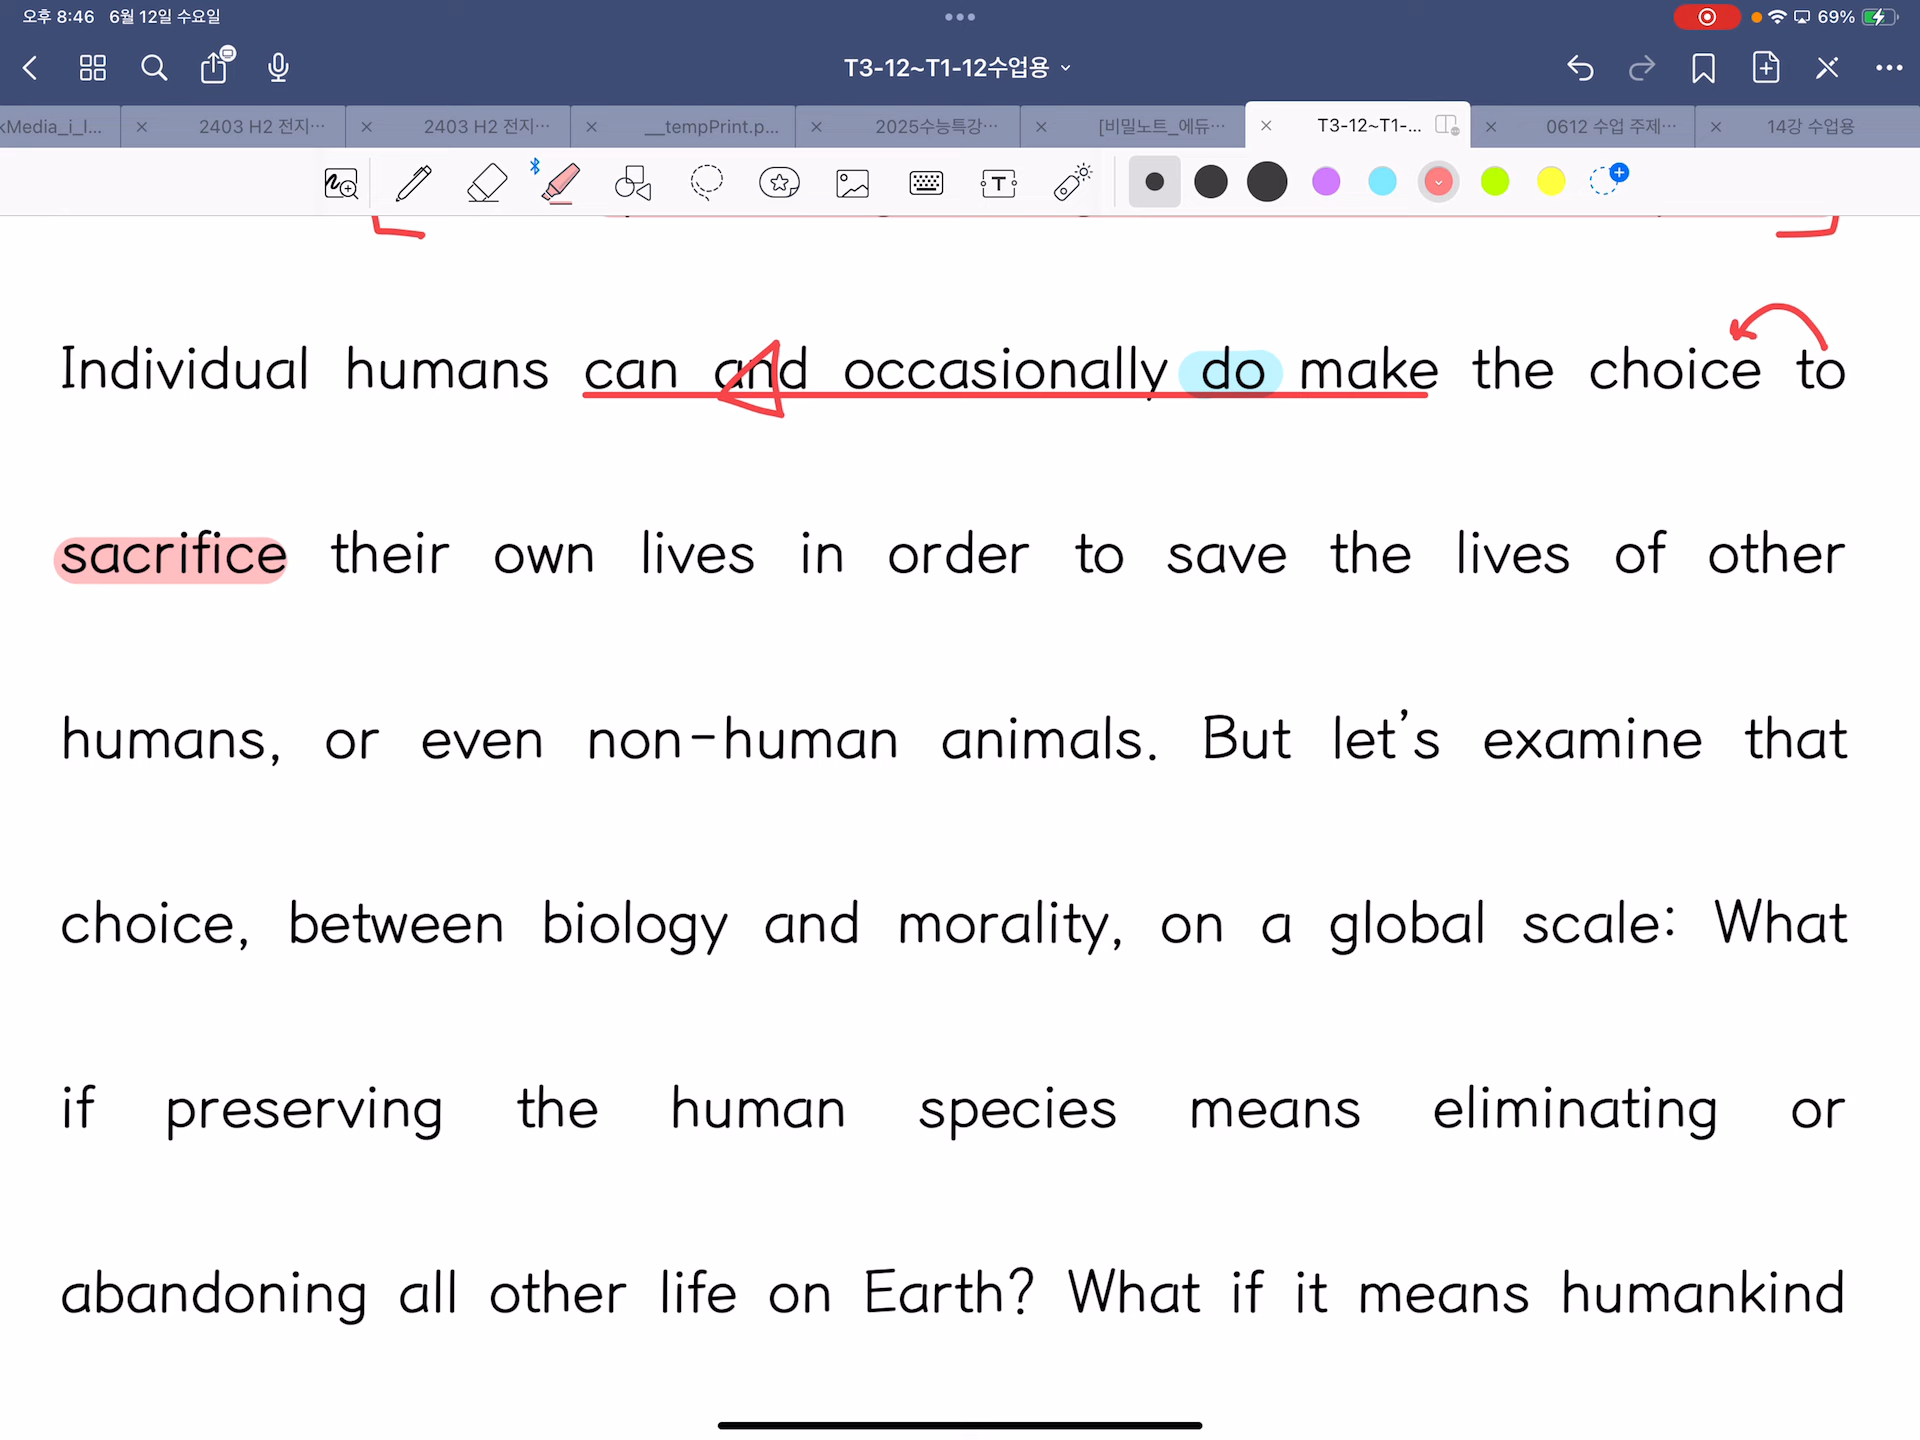 오후 8:46 6월 12일 수요일
69%
T3-12~T1-12수업용
kMedia_i_l...
2403 H2 전지...
2403 H2 전지...
__tempPrint.p...
2025수능특강...
[비밀노트_에듀...
T3-12~T1-...
0612 수업 주제...
14강 수업용
Individual humans can and occasionally do make the choice to
sacrifice their own lives in order to save the lives of other
humans, or even non-human animals. But let's examine that
choice, between biology and morality, on a global scale: What
if preserving the human species means eliminating or
abandoning all other life on Earth? What if it means humankind